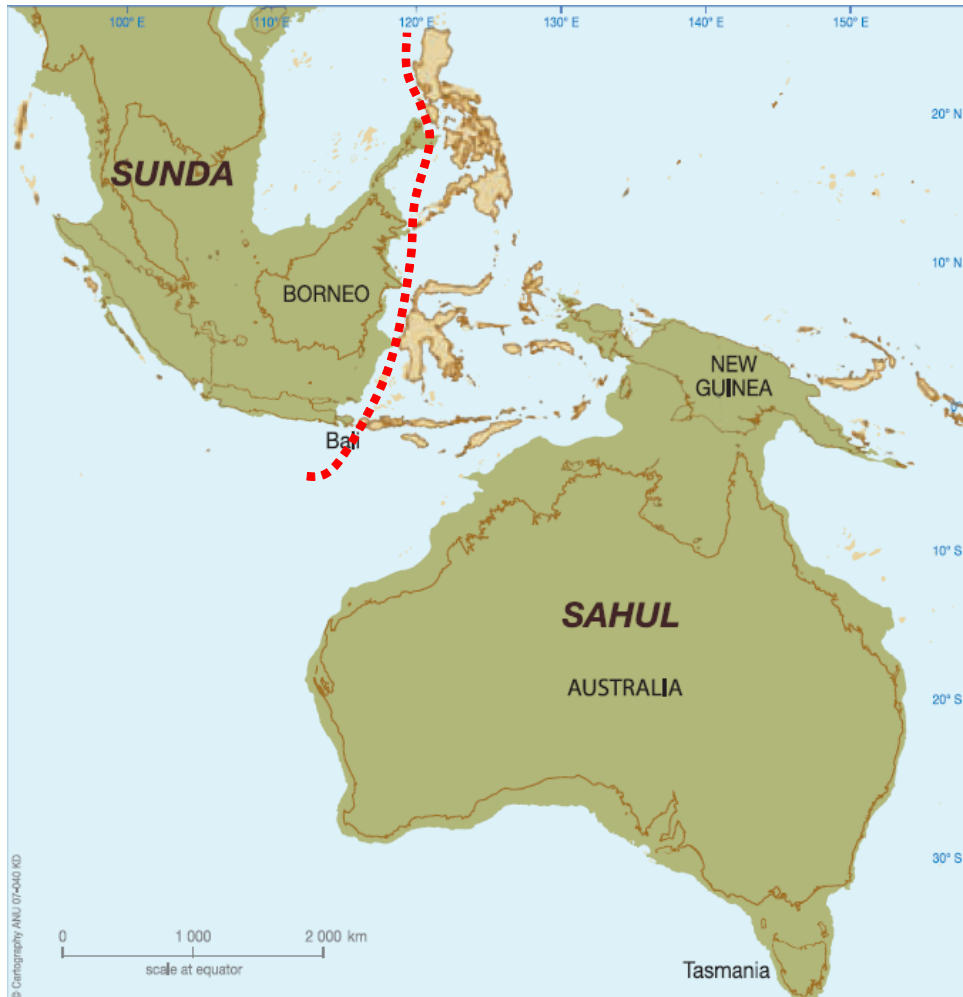 100° E 110° E 120° E 130° E 140° E 150° E
20° N
SUNDA
10° N
BORNEO
NEW
GUINEA
0°
Bali
10° S
SAHUL
AUSTRALIA
20° S
30° S
0 1 000 2 000 km
scale at equator
Tasmania
© Cartography ANU 07-040 KD